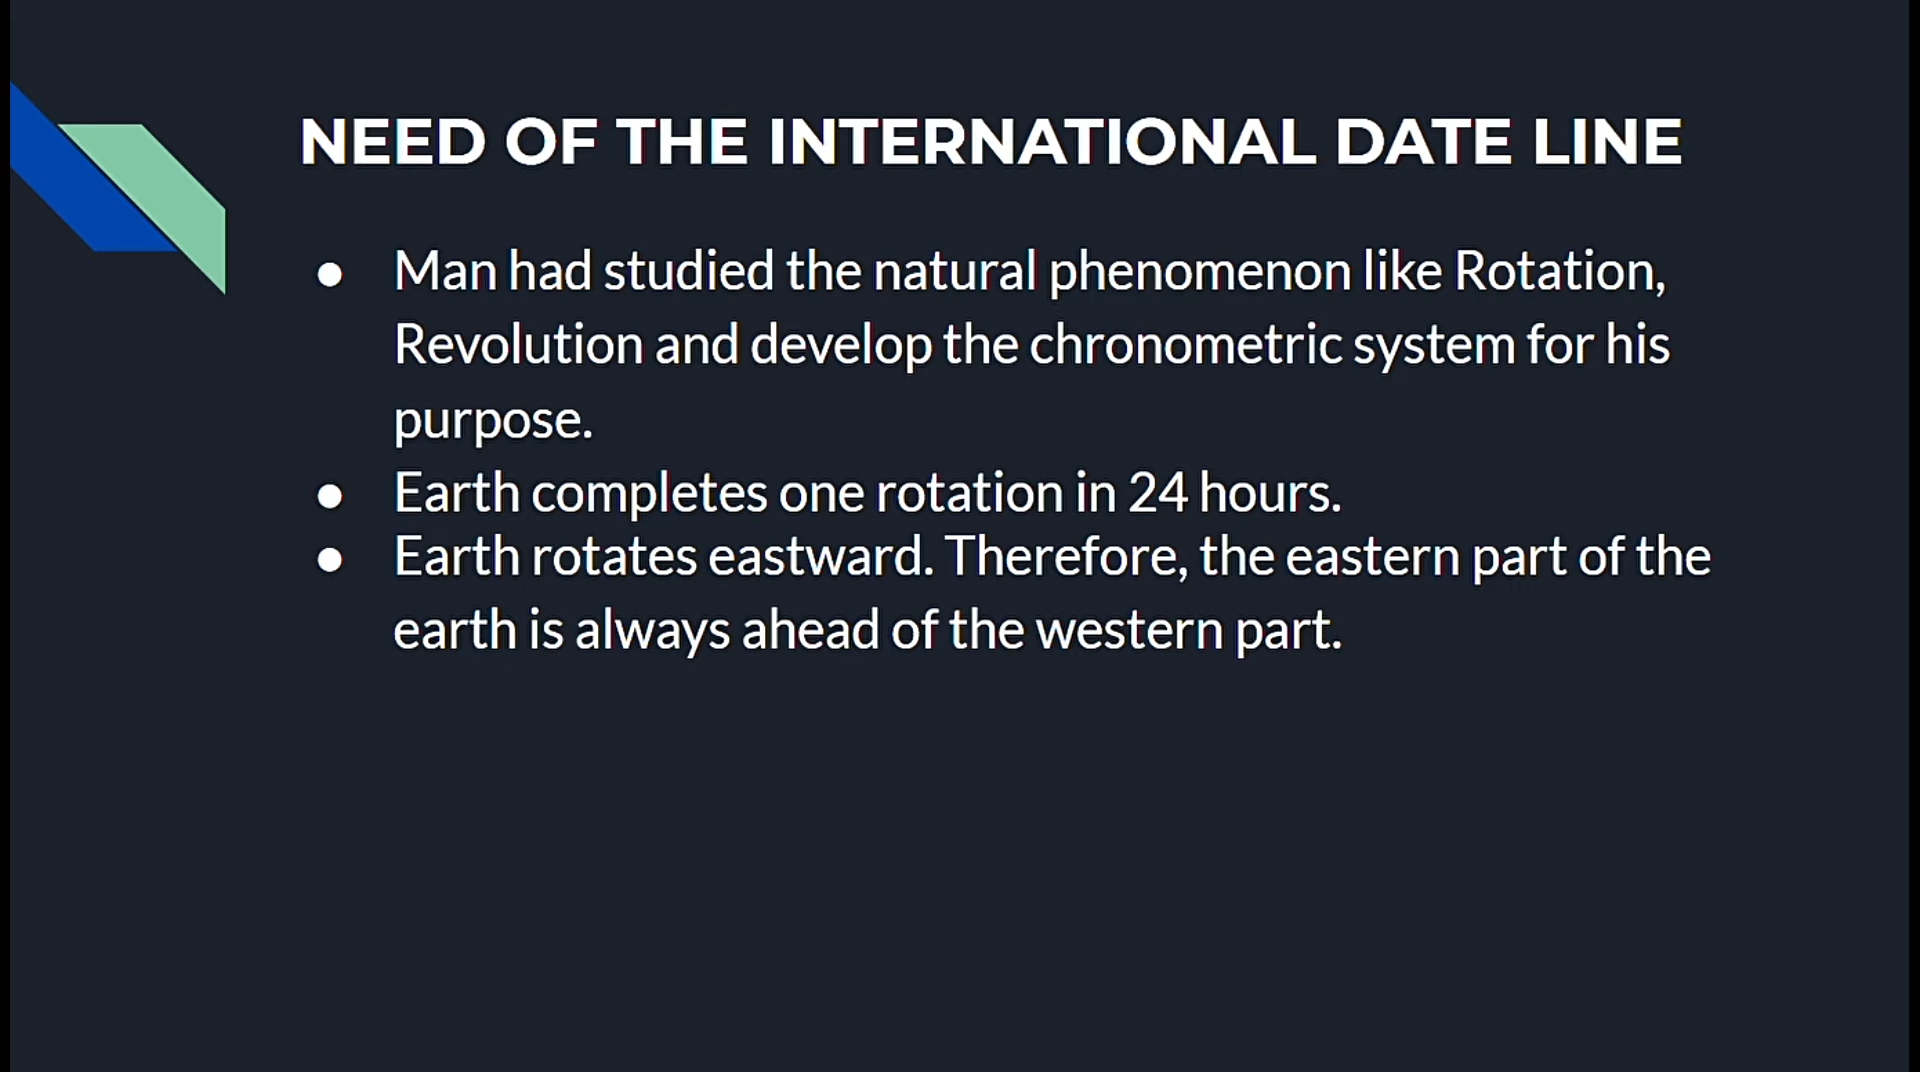 NEED OF THE INTERNATIONAL DATE LINE
● Man had studied the natural phenomenon like Rotation,
Revolution and develop the chronometric system for his
purpose.
● Earth completes one rotation in 24 hours.
● Earth rotates eastward. Therefore, the eastern part of the
earth is always ahead of the western part.